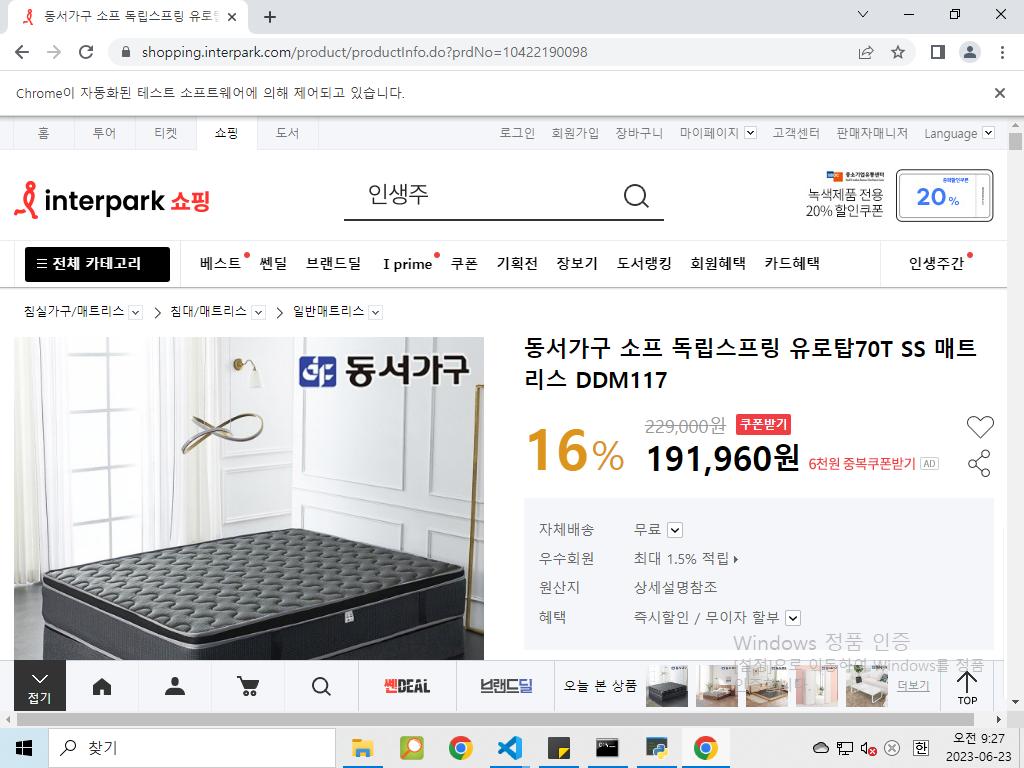 동서가구 소프 독립스프링 유로탑
shopping.interpark.com/product/productInfo.do?prdNo=10422190098
Chrome이 자동화된 테스트 소프트웨어에 의해 제어되고 있습니다.
홈 투어 티켓 쇼핑 도서 로그인 회원가입 장바구니 마이페이지 고객센터 판매자매니저 Language
interpark 쇼핑 인생주
중소기업유통센터
녹색제품 전용
20% 할인쿠폰
중복할인쿠폰
20%
전체 카테고리 베스트 쎈딜 브랜드딜 I prime 쿠폰 기획전 장보기 도서랭킹 회원혜택 카드혜택 인생주간
침실가구/매트리스 침대/매트리스 일반매트리스
동서가구
동서가구 소프 독립스프링 유로탑70T SS 매트
리스 DDM117
229,000원 쿠폰받기
16% 191,960원 6천원 중복쿠폰받기 AD
자체배송 무료
우수회원 최대 1.5% 적립
원산지 상세설명참조
혜택 즉시할인 / 무이자 할부
Windows 정품 인증
[설정]으로 이동하여 Windows를 정품
접기 쎈DEAL 브랜드딜 오늘 본 상품 더보기 TOP
찾기
한
오전 9:27
2023-06-23